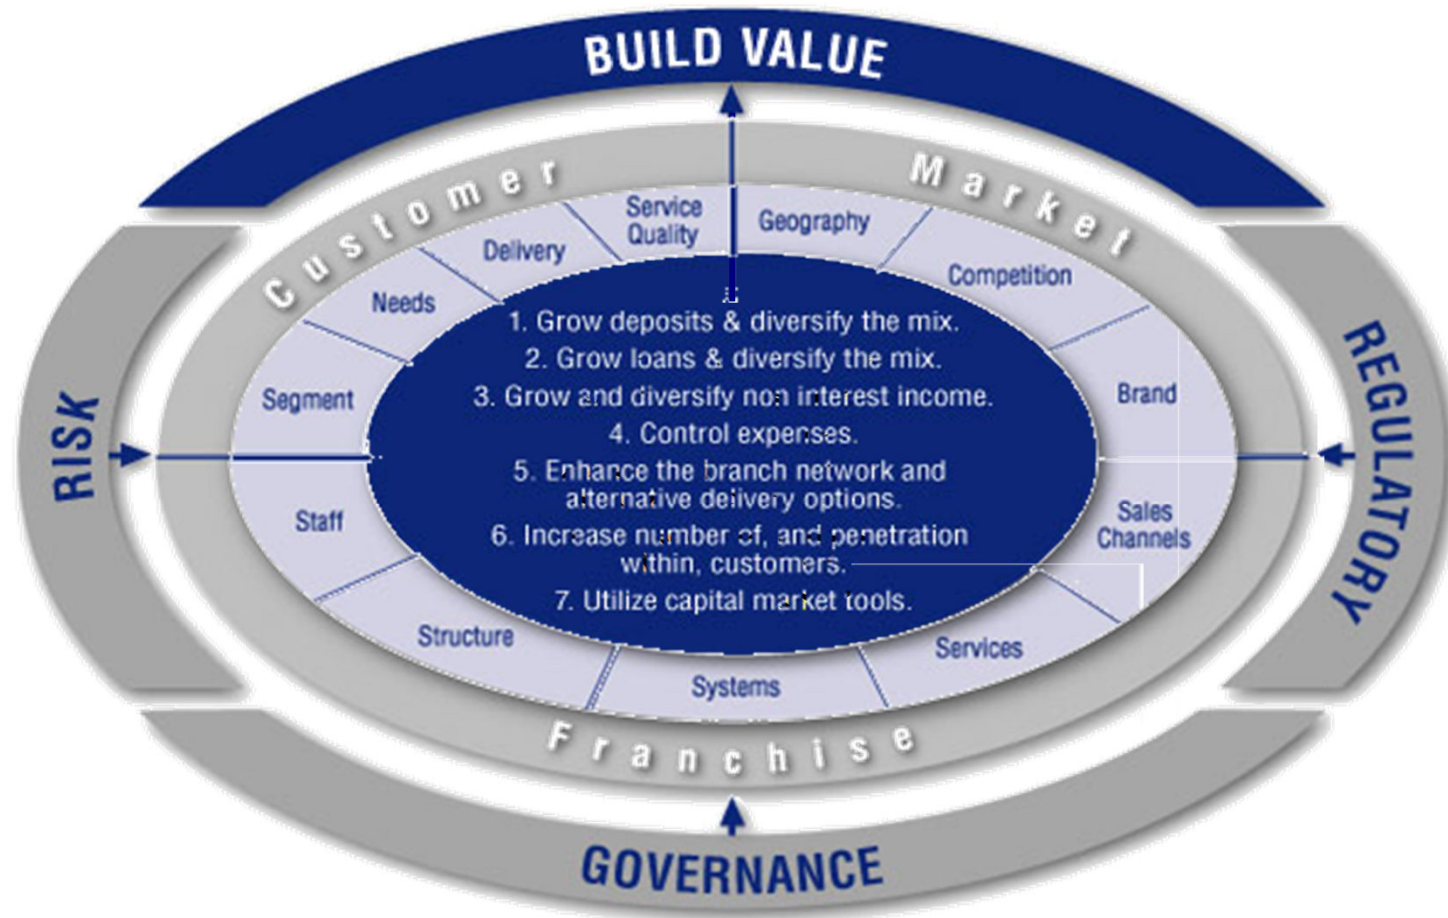 BUILD VALUE
Customer
Market
Service
Quality
Geography
Delivery
Competition
Needs
Segment
Brand
1. Grow deposits & diversify the mix.
2. Grow loans & diversify the mix.
3. Grow and diversify non interest income.
4. Control expenses.
5. Enhance the branch network and
alternative delivery options.
6. Increase number of, and penetration
within, customers.
7. Utilize capital market tools.
RISK
REGULATORY
Staff
Sales
Channels
Structure
Services
Systems
Franchise
GOVERNANCE